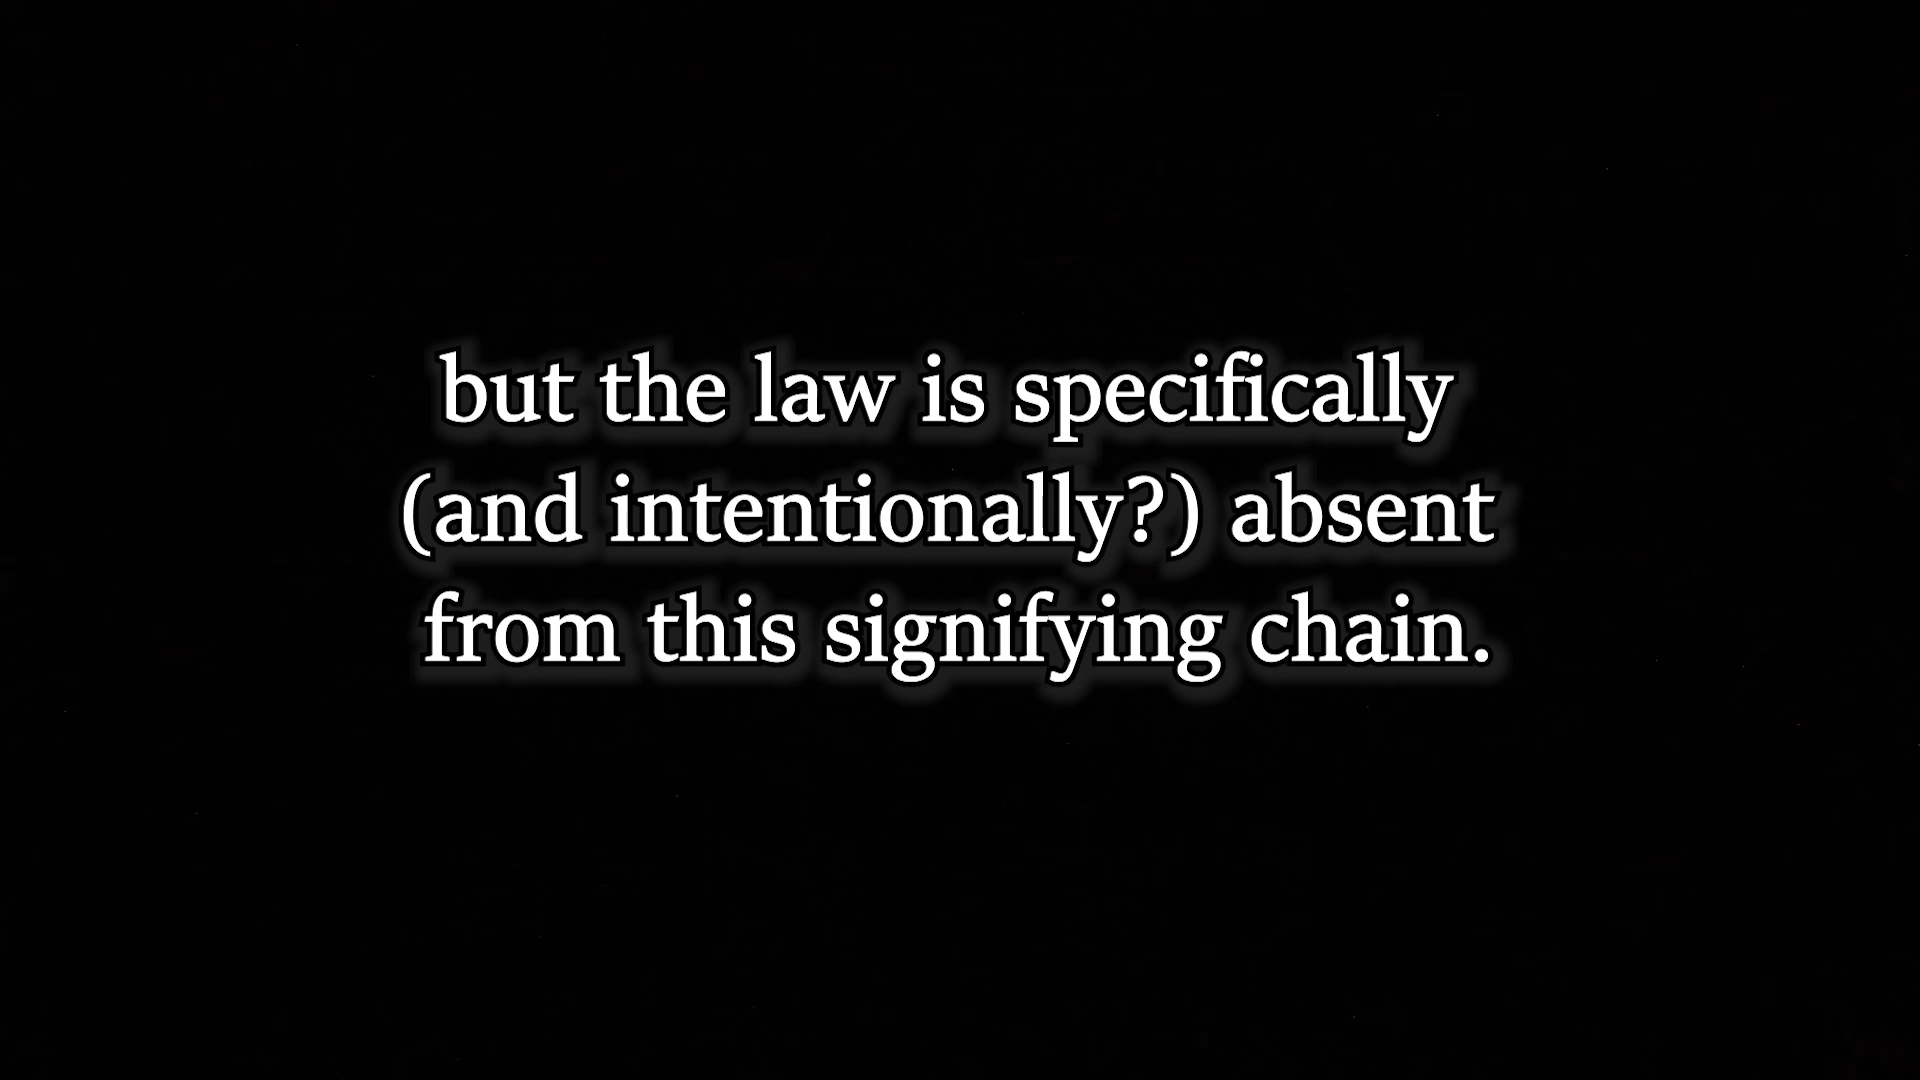 but the law is specifically
(and intentionally?) absent
from this signifying chain.